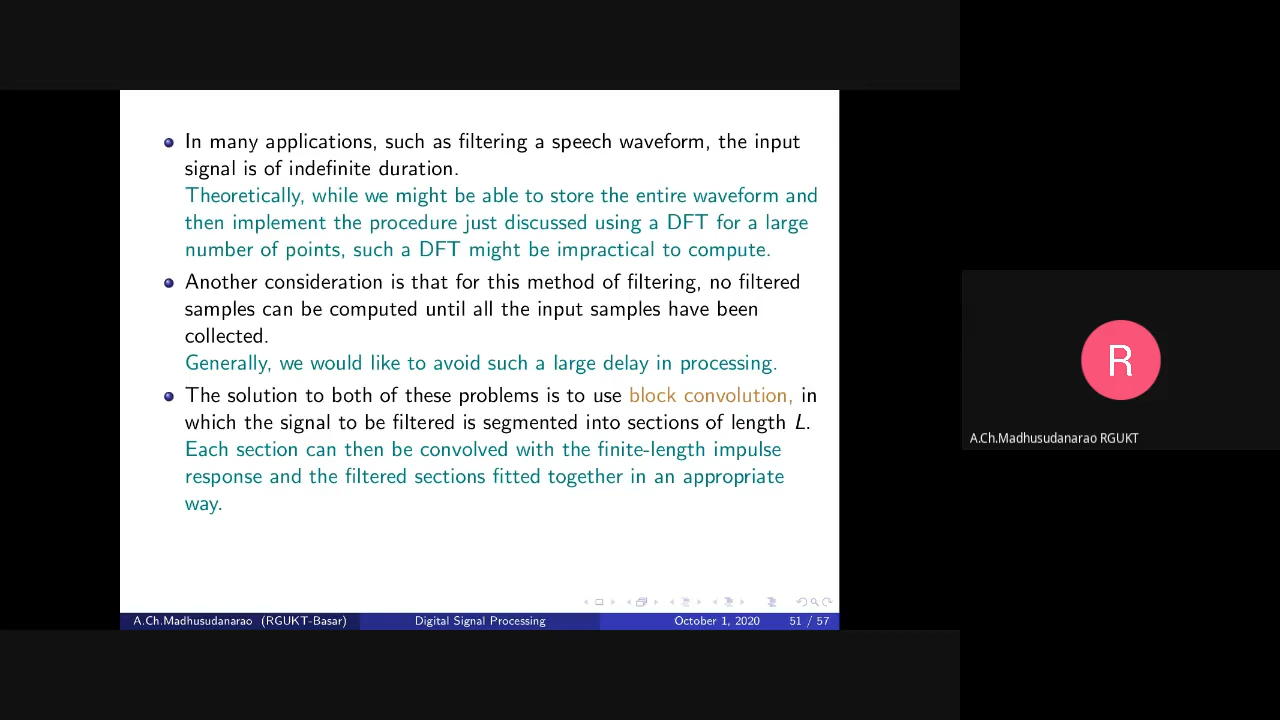 In many applications, such as filtering a speech waveform, the input
signal is of indefinite duration.
Theoretically, while we might be able to store the entire waveform and
then implement the procedure just discussed using a DFT for a large
number of points, such a DFT might be impractical to compute.
Another consideration is that for this method of filtering, no filtered
samples can be computed until all the input samples have been
collected.
Generally, we would like to avoid such a large delay in processing.
The solution to both of these problems is to use block convolution, in
which the signal to be filtered is segmented into sections of length L.
Each section can then be convolved with the finite-length impulse
response and the filtered sections fitted together in an appropriate
way.
A.Ch.Madhusudanarao (RGUKT-Basar) Digital Signal Processing October 1, 2020 51 / 57
R
A.Ch.Madhusudanarao RGUKT